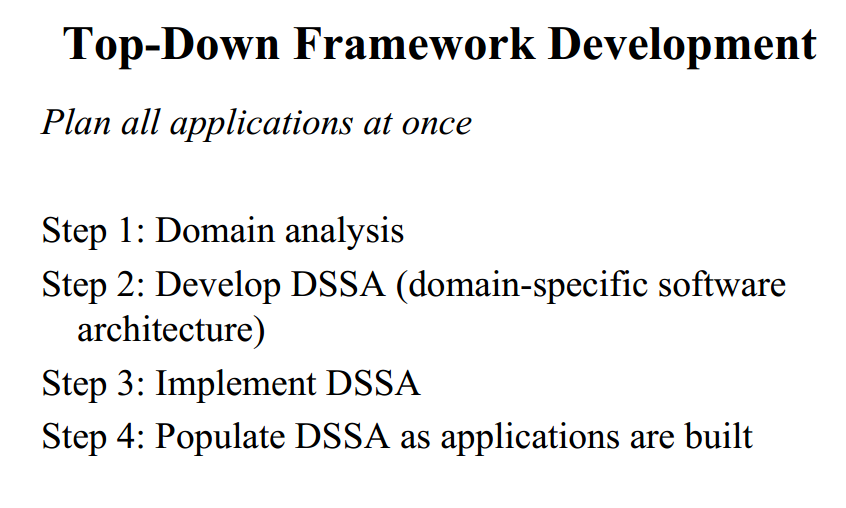 Top-Down Framework Development
Plan all applications at once
Step 1: Domain analysis
Step 2: Develop DSSA (domain-specific software
architecture)
Step 3: Implement DSSA
Step 4: Populate DSSA as applications are built